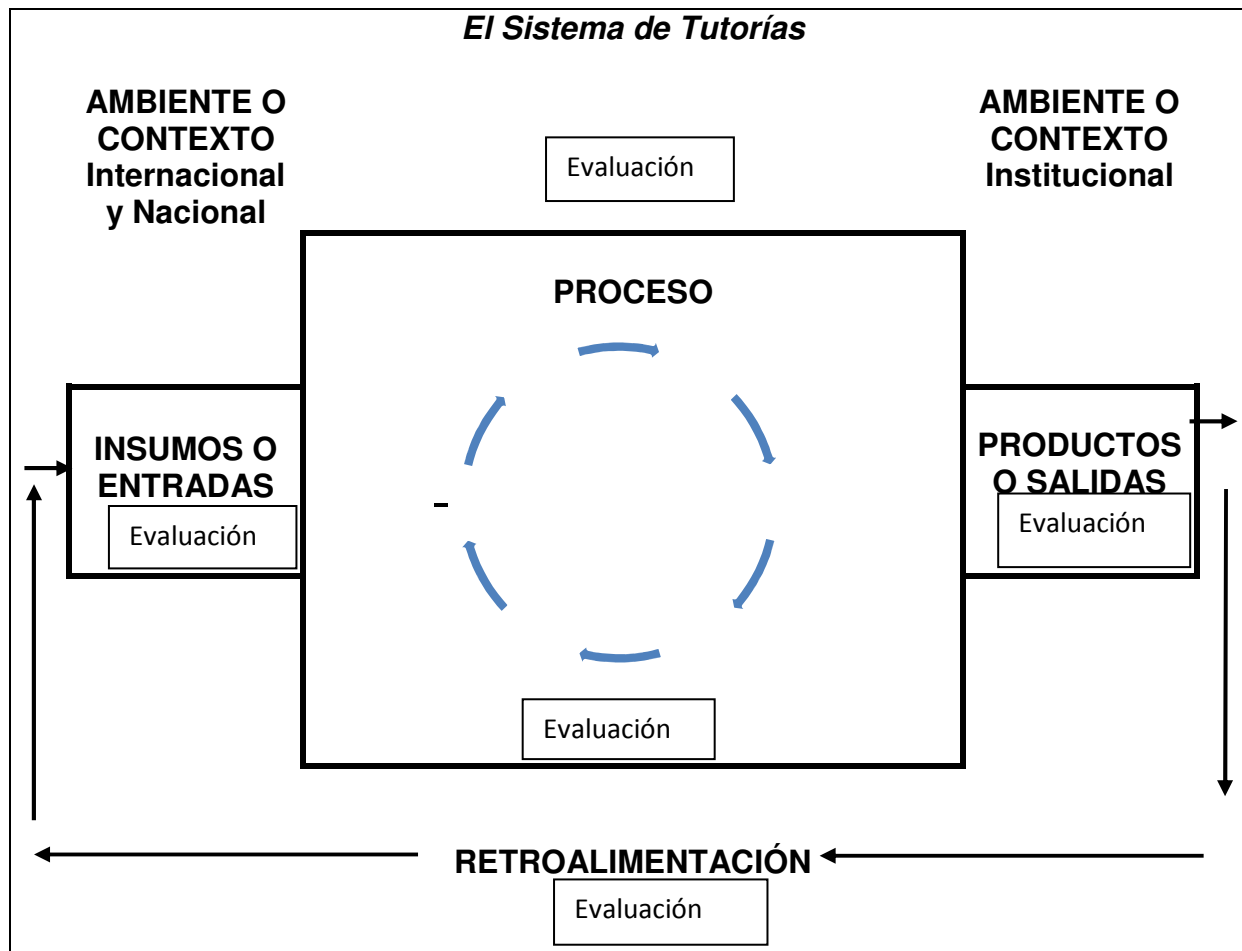 El Sistema de Tutorías
AMBIENTE O
CONTEXTO
Internacional
y Nacional
AMBIENTE O
CONTEXTO
Institucional
Evaluación
PROCESO
INSUMOS O
ENTRADAS
Evaluación
PRODUCTOS
O SALIDAS
Evaluación
Evaluación
RETROALIMENTACIÓN
Evaluación